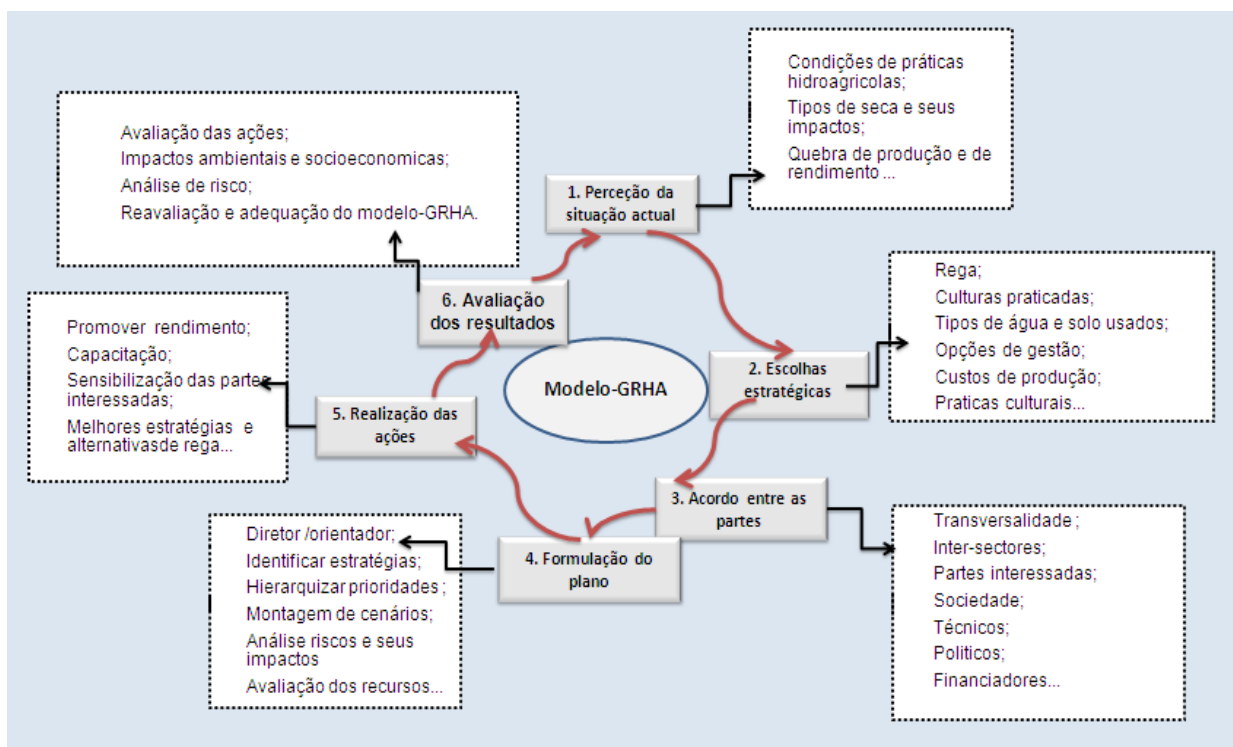 Condições de práticas
hidroagricolas;
Tipos de seca e seus
impactos;
Quebra de produção e de
rendimento ...
Avaliação das ações;
Impactos ambientais e socioeconomicas;
Análise de risco;
Reavaliação e adequação do modelo-GRHA.
1. Perceção da
situação actual
Rega;
Culturas praticadas;
Tipos de água e solo usados;
Opções de gestão;
Custos de produção;
Praticas culturais...
6. Avaliação
dos resultados
Promover rendimento;
Capacitação;
Sensibilização das partes
interessadas;
Melhores estratégias e
alternativasde rega...
Modelo-GRHA
2. Escolhas
estratégicas
5. Realização das
ações
3. Acordo entre as
partes
Transversalidade ;
Inter-sectores;
Partes interessadas;
Sociedade;
Técnicos;
Politicos;
Financiadores...
Diretor /orientador;
Identificar estratégias;
Hierarquizar prioridades ;
Montagem de cenários;
Análise riscos e seus
impactos
Avaliação dos recursos...
4. Formulação do
plano